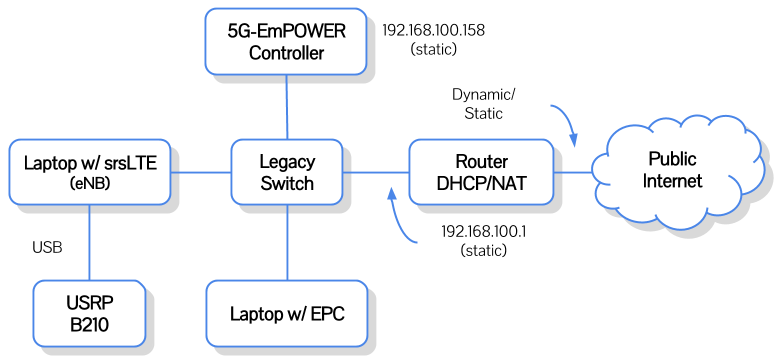 5G-EmPOWER
Controller
192.168.100.158
(static)
Dynamic/
Static
Laptop w/ srsLTE
(eNB)
Legacy
Switch
Router
DHCP/NAT
Public
Internet
192.168.100.1
(static)
USB
USRP
B210
Laptop w/ EPC